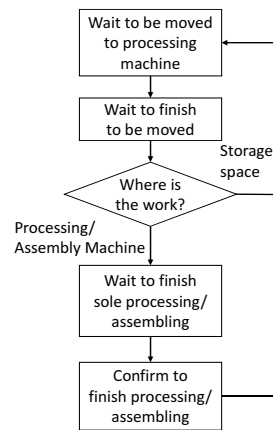 Wait to be moved
to processing
machine
Wait to finish
to be moved
Storage
space
Where is
the work?
Processing/
Assembly Machine
Wait to finish
sole processing/
assembling
Confirm to
finish processing/
assembling